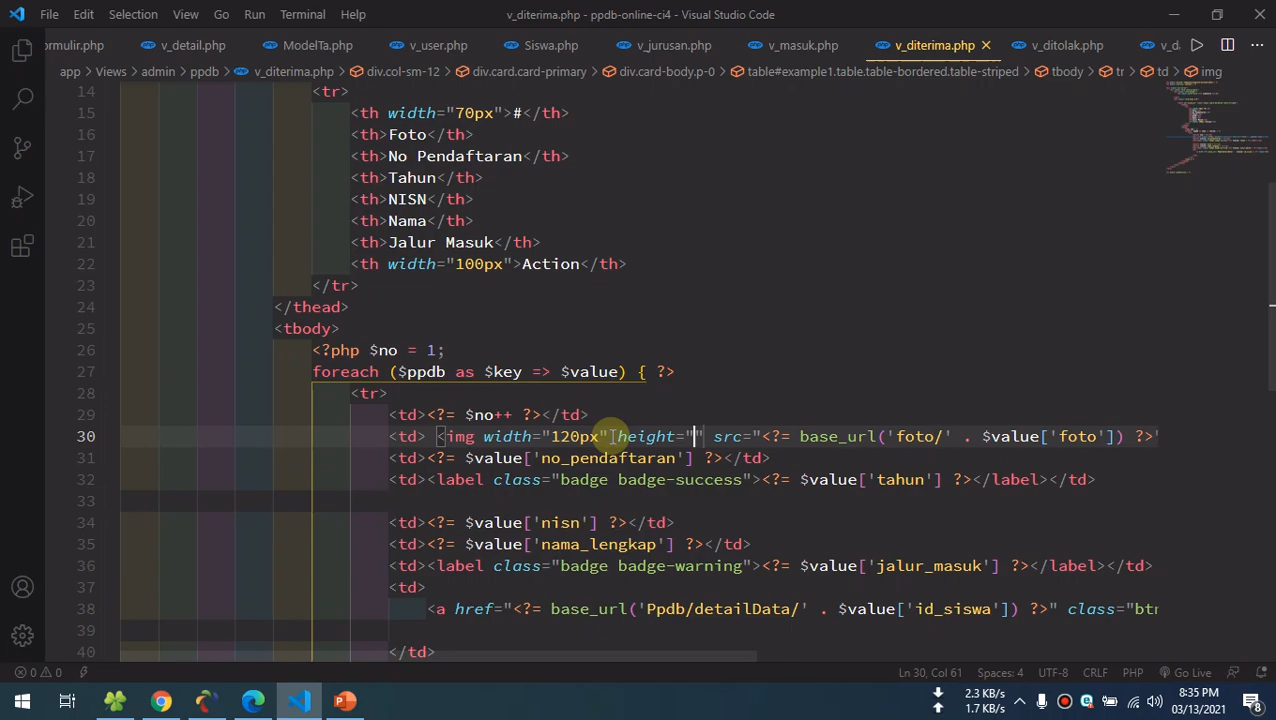 File Edit Selection View Go Run Terminal Help v_diterima.php - ppdb-online-ci4 - Visual Studio Code
ormulir.php v_detail.php ModelTa.php v_user.php Siswa.php v_jurusan.php v_masuk.php v_diterima.php v_ditolak.php v_d
app > Views > admin > ppdb > v_diterima.php > div.col-sm-12 > div.card.card-primary > div.card-body.p-0 > table#example1.table.table-bordered.table-striped > tbody > tr > td > img
14 <tr>
15 <th width="70px">#</th>
16 <th>Foto</th>
17 <th>No Pendaftaran</th>
18 <th>Tahun</th>
19 <th>NISN</th>
20 <th>Nama</th>
21 <th>Jalur Masuk</th>
22 <th width="100px">Action</th>
23 </tr>
24 </thead>
25 <tbody>
26 <?php $no = 1;
27 foreach ($ppdb as $key => $value) { ?>
28 <tr>
29 <td><?= $no++ ?></td>
30 <td> <img width="120px" height="" src="<?= base_url('foto/' . $value['foto']) ?>"
31 <td><?= $value['no_pendaftaran'] ?></td>
32 <td><label class="badge badge-success"><?= $value['tahun'] ?></label></td>
33
34 <td><?= $value['nisn'] ?></td>
35 <td><?= $value['nama_lengkap'] ?></td>
36 <td><label class="badge badge-warning"><?= $value['jalur_masuk'] ?></label></td>
37 <td>
38 <a href="<?= base_url('Ppdb/detailData/' . $value['id_siswa']) ?>" class="btn
39
40 </td>
0 0 Ln 30, Col 61 Spaces: 4 UTF-8 CRLF PHP Go Live
2.3 KB/s
1.7 KB/s
8:35 PM
03/13/2021
8